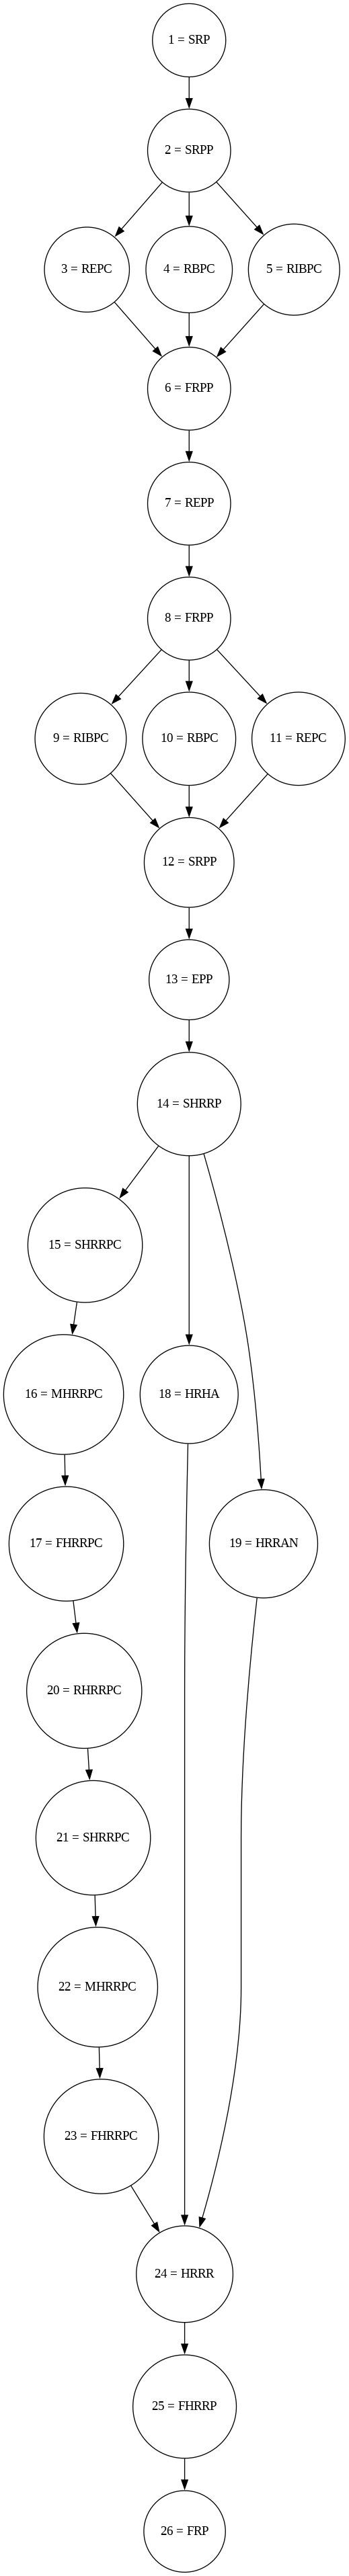 1 = SRP
2 = SRPP
3 = REPC
4 = RBPC
5 = RIBPC
6 = FRPP
7 = REPP
8 = FRPP
9 = RIBPC
10 = RBPC
11 = REPC
12 = SRPP
13 = EPP
14 = SHRRP
15 = SHRRPC
16 = MHRRPC
18 = HRHA
17 = FHRRPC
19 = HRRAN
20 = RHRRPC
21 = SHRRPC
22 = MHRRPC
23 = FHRRPC
24 = HRRR
25 = FHRRP
26 = FRP